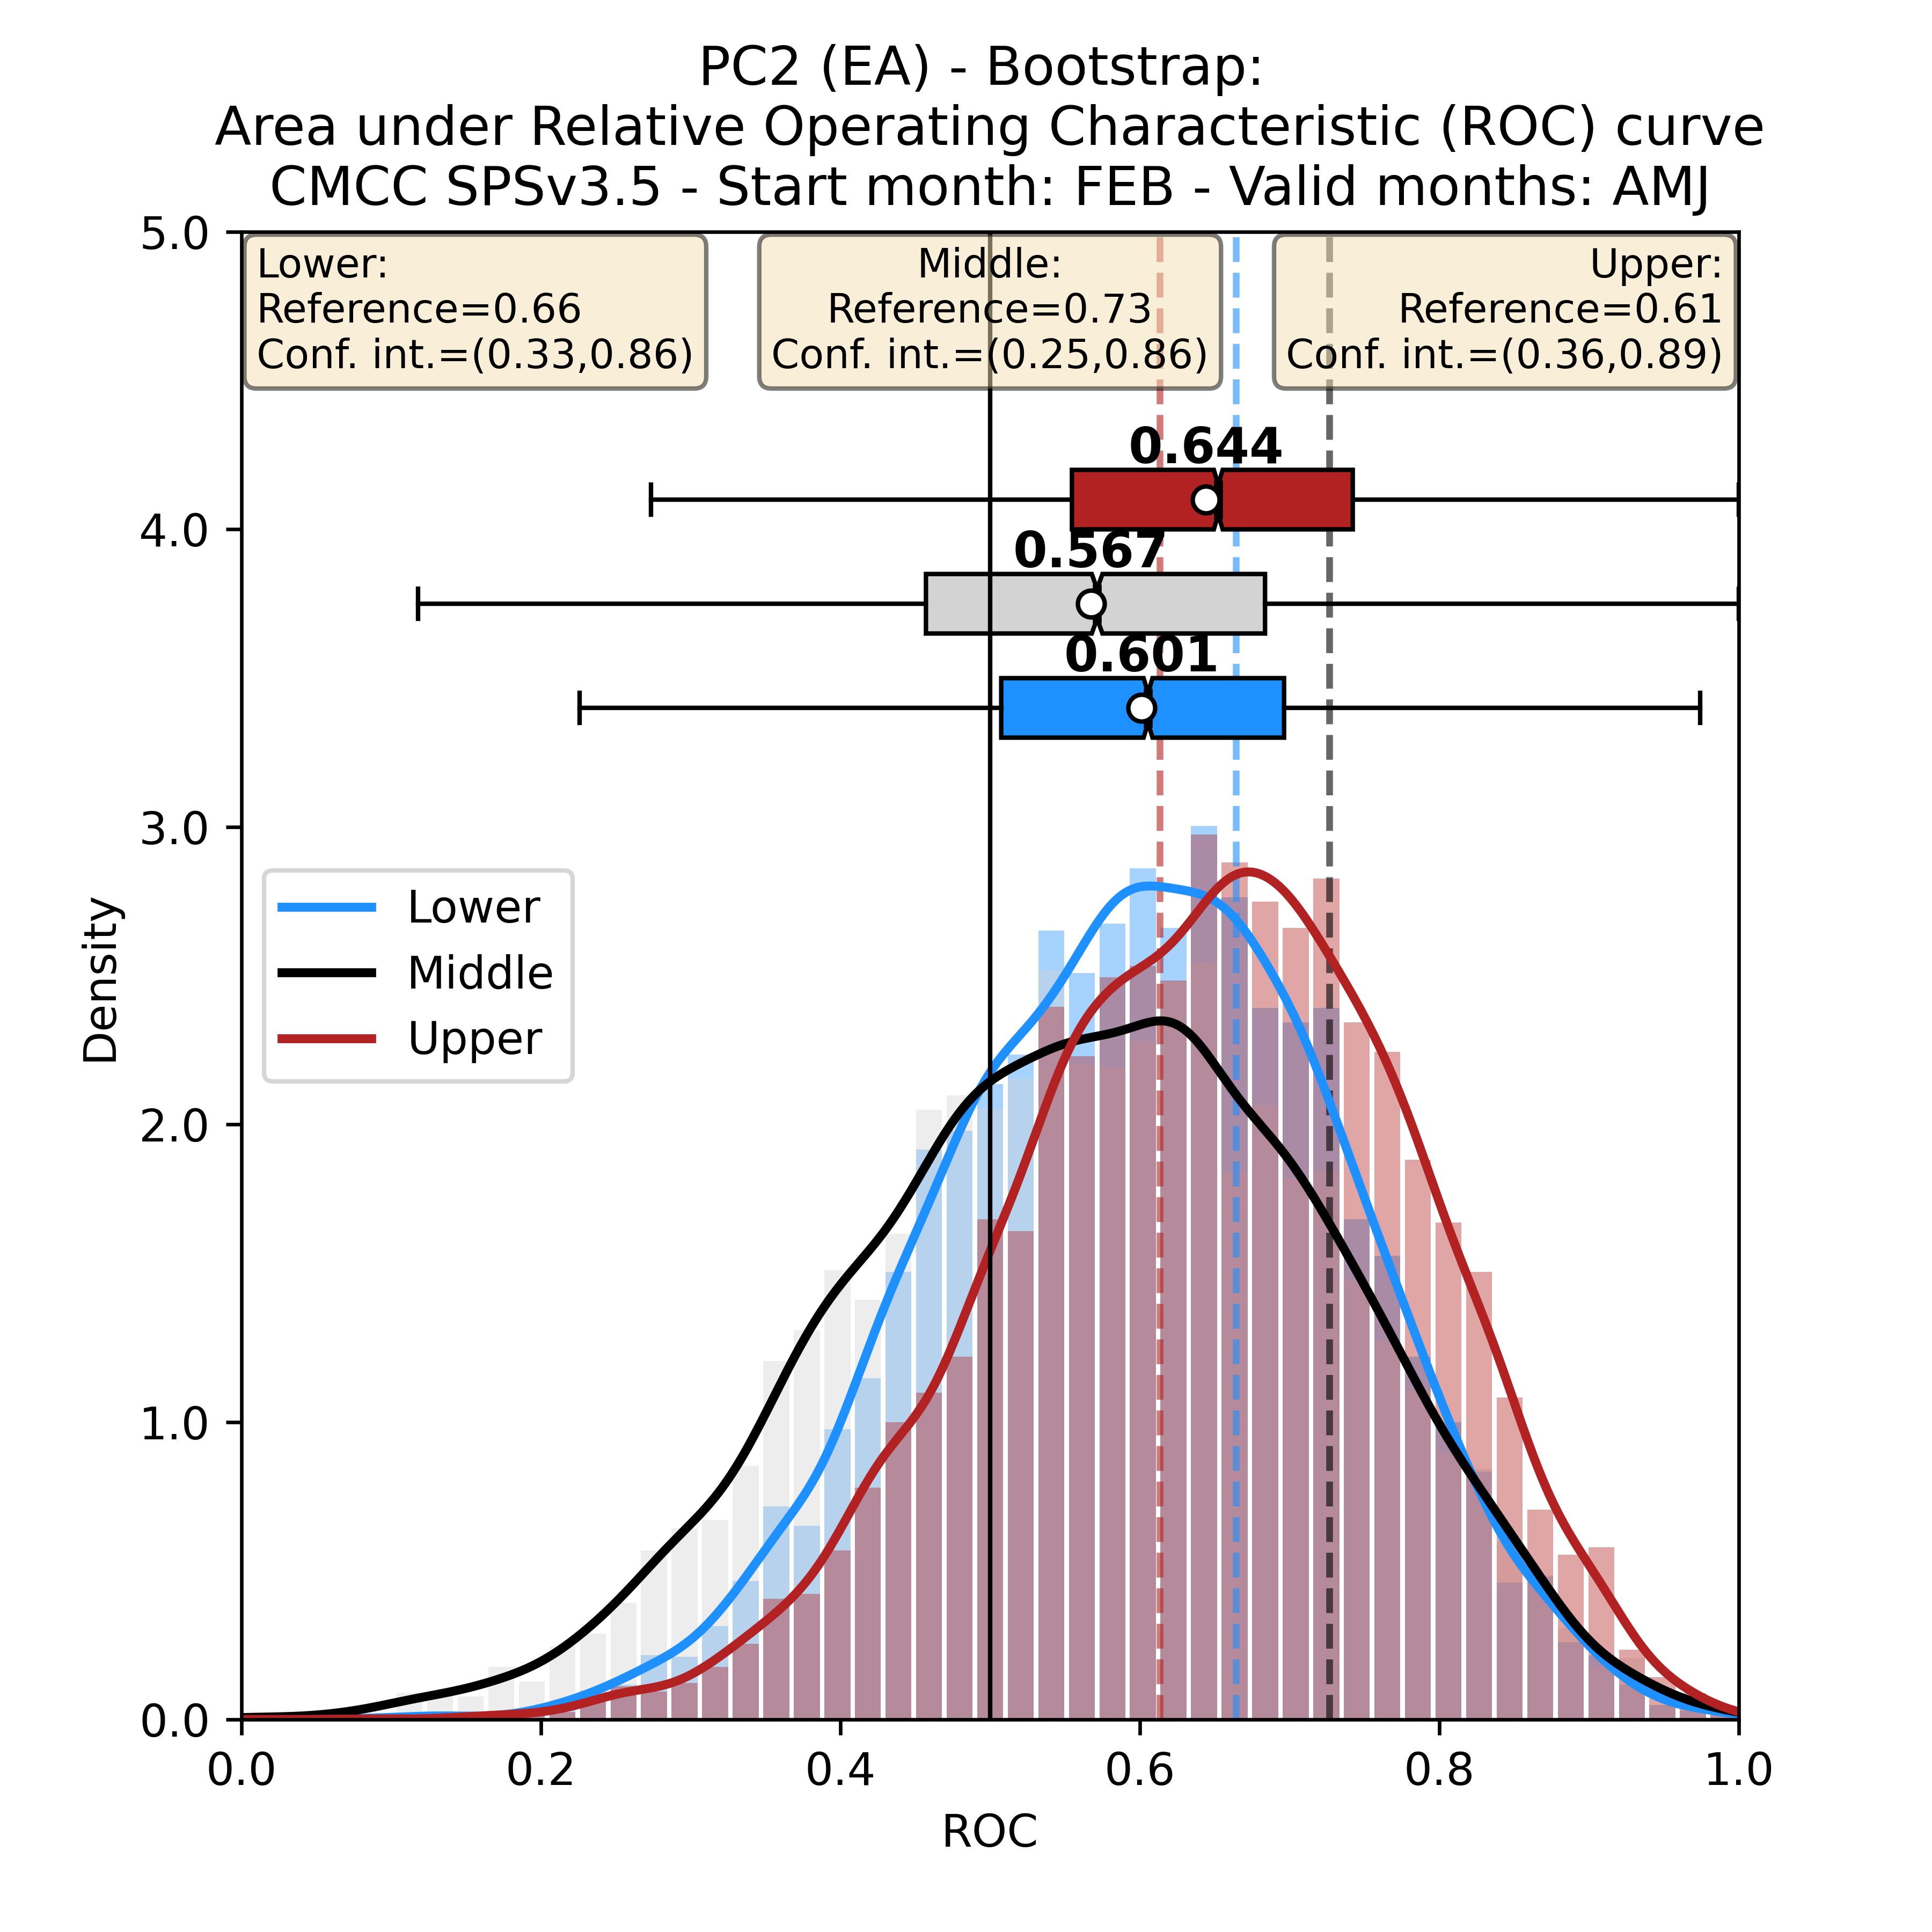 PC2 (EA) - Bootstrap:
Area under Relative Operating Characteristic (ROC) curve
CMCC SPSv3.5 - Start month: FEB - Valid months: AMJ
Lower:
Reference=0.66
Conf. int.=(0.33,0.86)
Middle:
Reference=0.73
Conf. int.=(0.25,0.86)
Upper:
Reference=0.61
Conf. int.=(0.36,0.89)
0.644
0.567
0.601
Lower
Middle
Upper
Density
5.0
4.0
3.0
2.0
1.0
0.0
0.0 0.2 0.4 0.6 0.8 1.0
ROC